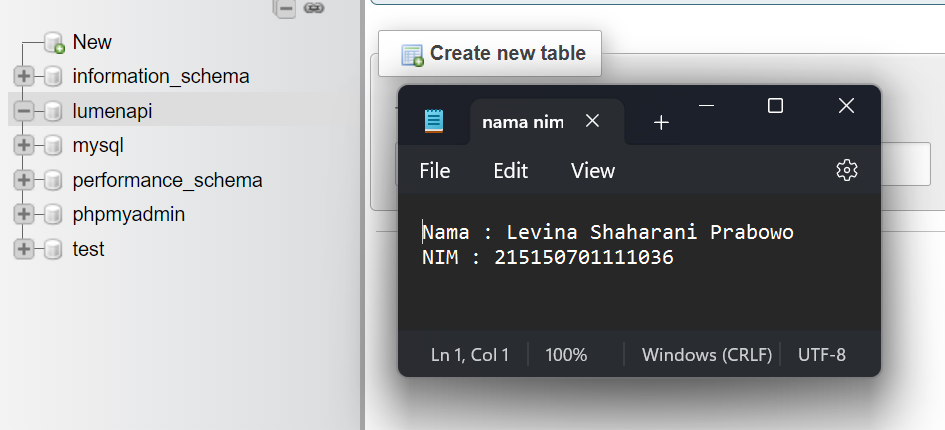 New
information_schema
lumenapi
mysql
performance_schema
phpmyadmin
test
Create new table
nama nim
File Edit View
Nama : Levina Shaharani Prabowo
NIM : 215150701111036
Ln 1, Col 1 100% Windows (CRLF) UTF-8